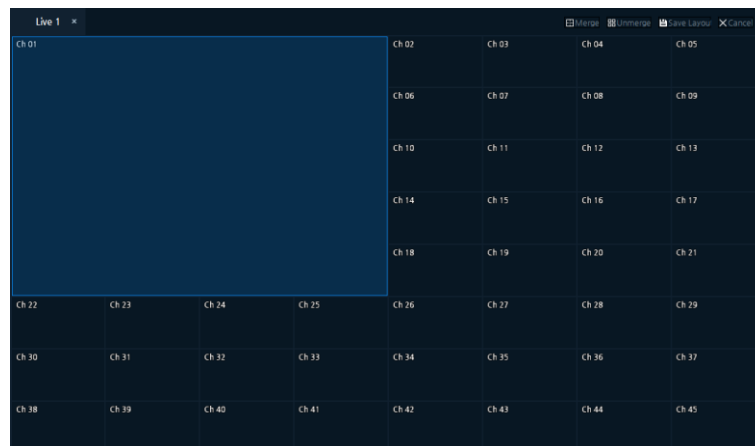 Live 1 × Merge Unmerge Save Layour Cancel
Ch 01 Ch 02 Ch 03 Ch 04 Ch 05
Ch 06 Ch 07 Ch 08 Ch 09
Ch 10 Ch 11 Ch 12 Ch 13
Ch 14 Ch 15 Ch 16 Ch 17
Ch 18 Ch 19 Ch 20 Ch 21
Ch 22 Ch 23 Ch 24 Ch 25 Ch 26 Ch 27 Ch 28 Ch 29
Ch 30 Ch 31 Ch 32 Ch 33 Ch 34 Ch 35 Ch 36 Ch 37
Ch 38 Ch 39 Ch 40 Ch 41 Ch 42 Ch 43 Ch 44 Ch 45